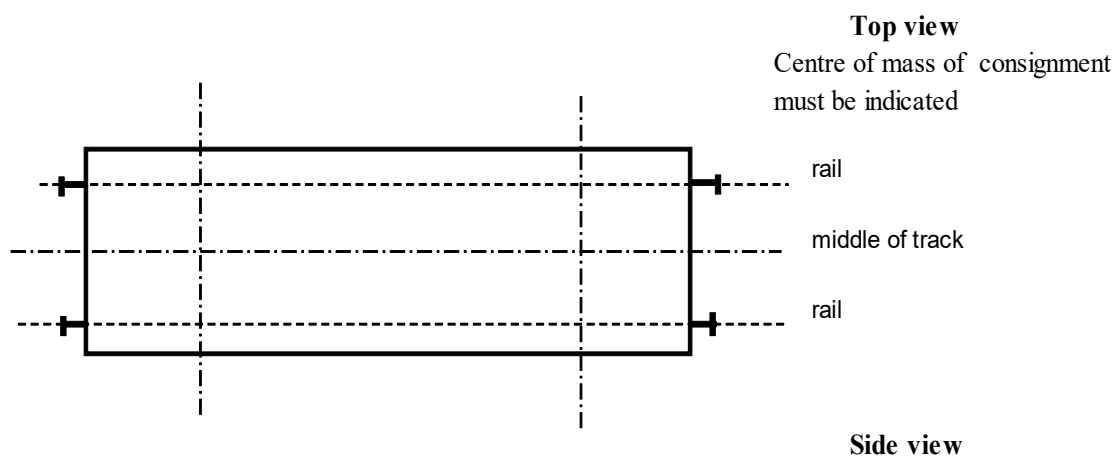 Top view
Centre of mass of consignment
must be indicated
rail
middle of track
rail
Side view